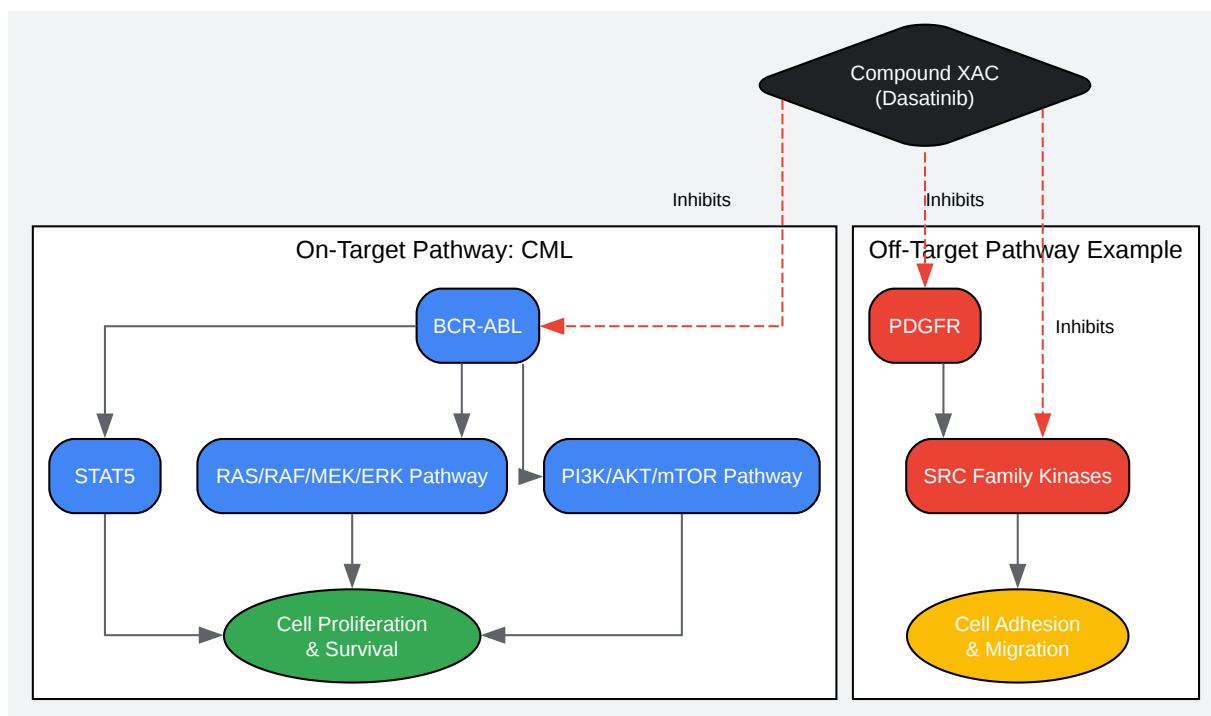 Compound XAC
(Dasatinib)
Inhibits
Inhibits
On-Target Pathway: CML
Off-Target Pathway Example
BCR-ABL
PDGFR
Inhibits
STAT5
RAS/RAF/MEK/ERK Pathway
PI3K/AKT/mTOR Pathway
SRC Family Kinases
Cell Proliferation
& Survival
Cell Adhesion
& Migration